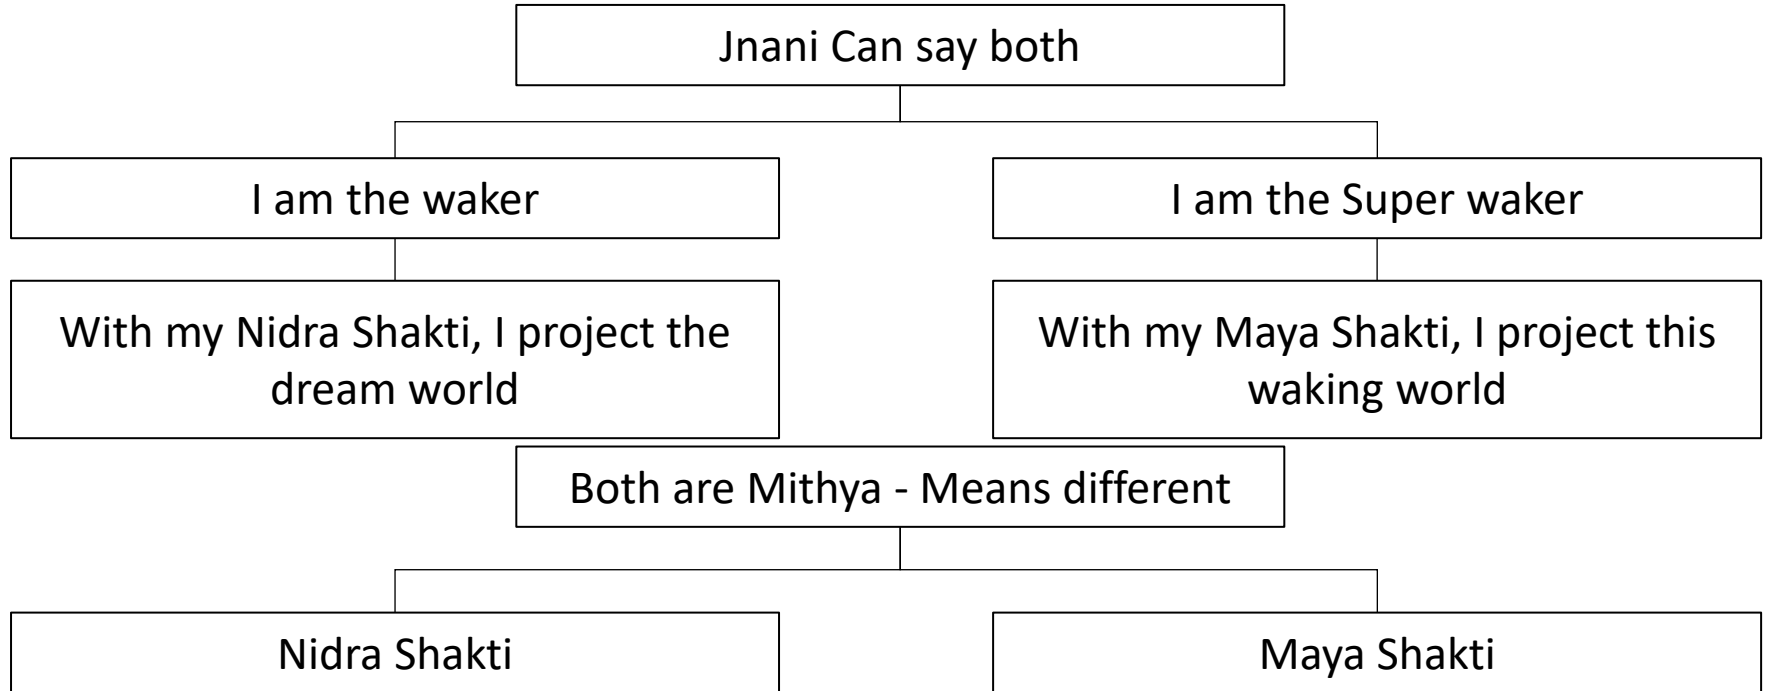 Jnani Can say both
I am the waker
I am the Super waker
With my Nidra Shakti, I project the
dream world
With my Maya Shakti, I project this
waking world
Both are Mithya - Means different
Nidra Shakti
Maya Shakti